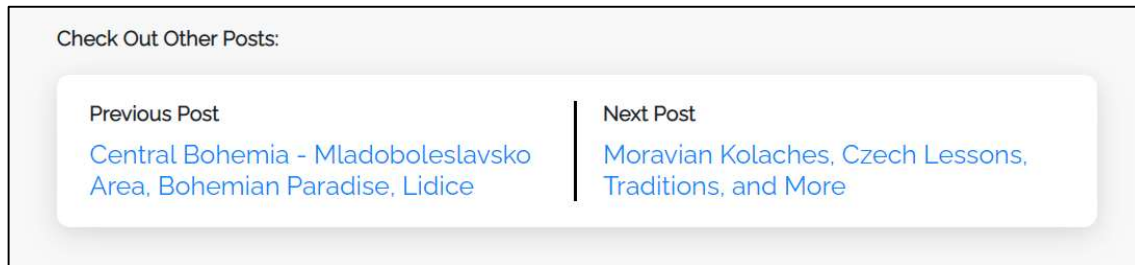 Check Out Other Posts:
Previous Post
Central Bohemia - Mladoboleslavsko
Area, Bohemian Paradise, Lidice
Next Post
Moravian Kolaches, Czech Lessons,
Traditions, and More